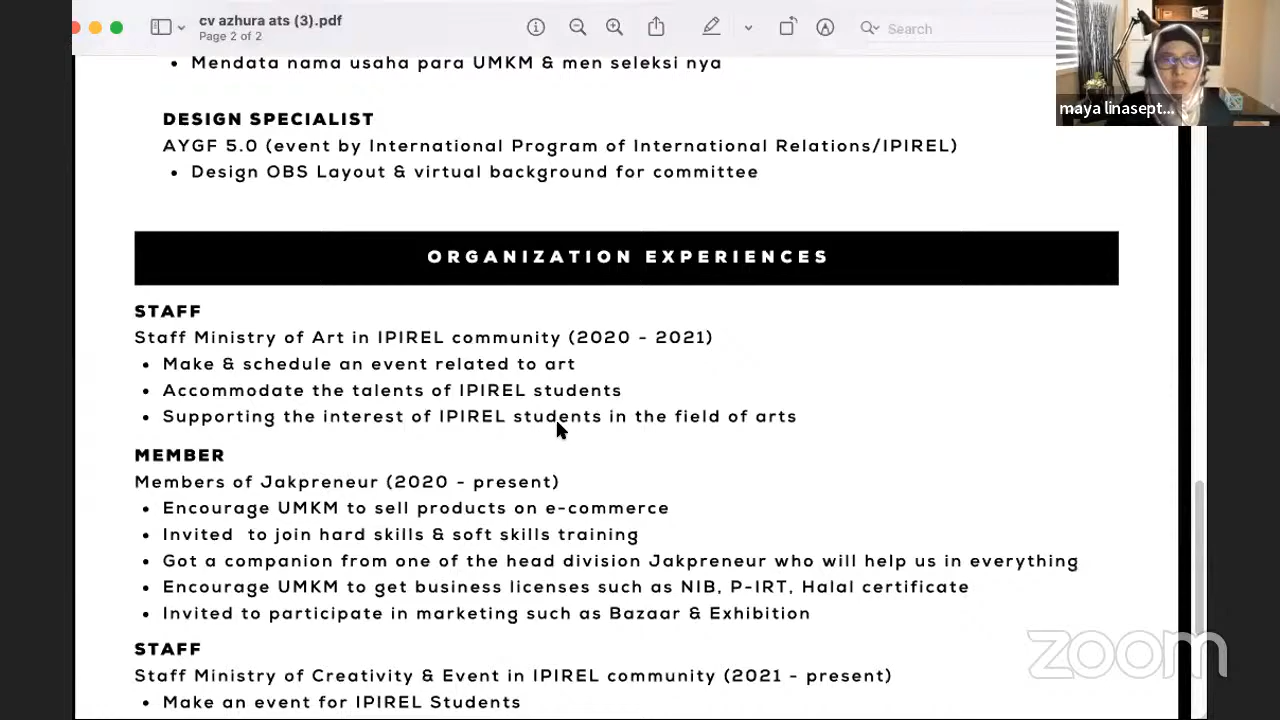 cv azhura ats (3).pdf
Page 2 of 2
Search
maya linasept...
Mendata nama usaha para UMKM & men seleksi nya
DESIGN SPECIALIST
AYGF 5.0 (event by International Program of International Relations/IPIREL)
Design OBS Layout & virtual background for committee
ORGANIZATION EXPERIENCES
STAFF
Staff Ministry of Art in IPIREL community (2020 - 2021)
Make & schedule an event related to art
Accommodate the talents of IPIREL students
Supporting the interest of IPIREL students in the field of arts
MEMBER
Members of Jakpreneur (2020 - present)
Encourage UMKM to sell products on e-commerce
Invited to join hard skills & soft skills training
Got a companion from one of the head division Jakpreneur who will help us in everything
Encourage UMKM to get business licenses such as NIB, P-IRT, Halal certificate
Invited to participate in marketing such as Bazaar & Exhibition
STAFF
Staff Ministry of Creativity & Event in IPIREL community (2021 - present)
Make an event for IPIREL Students
zoom